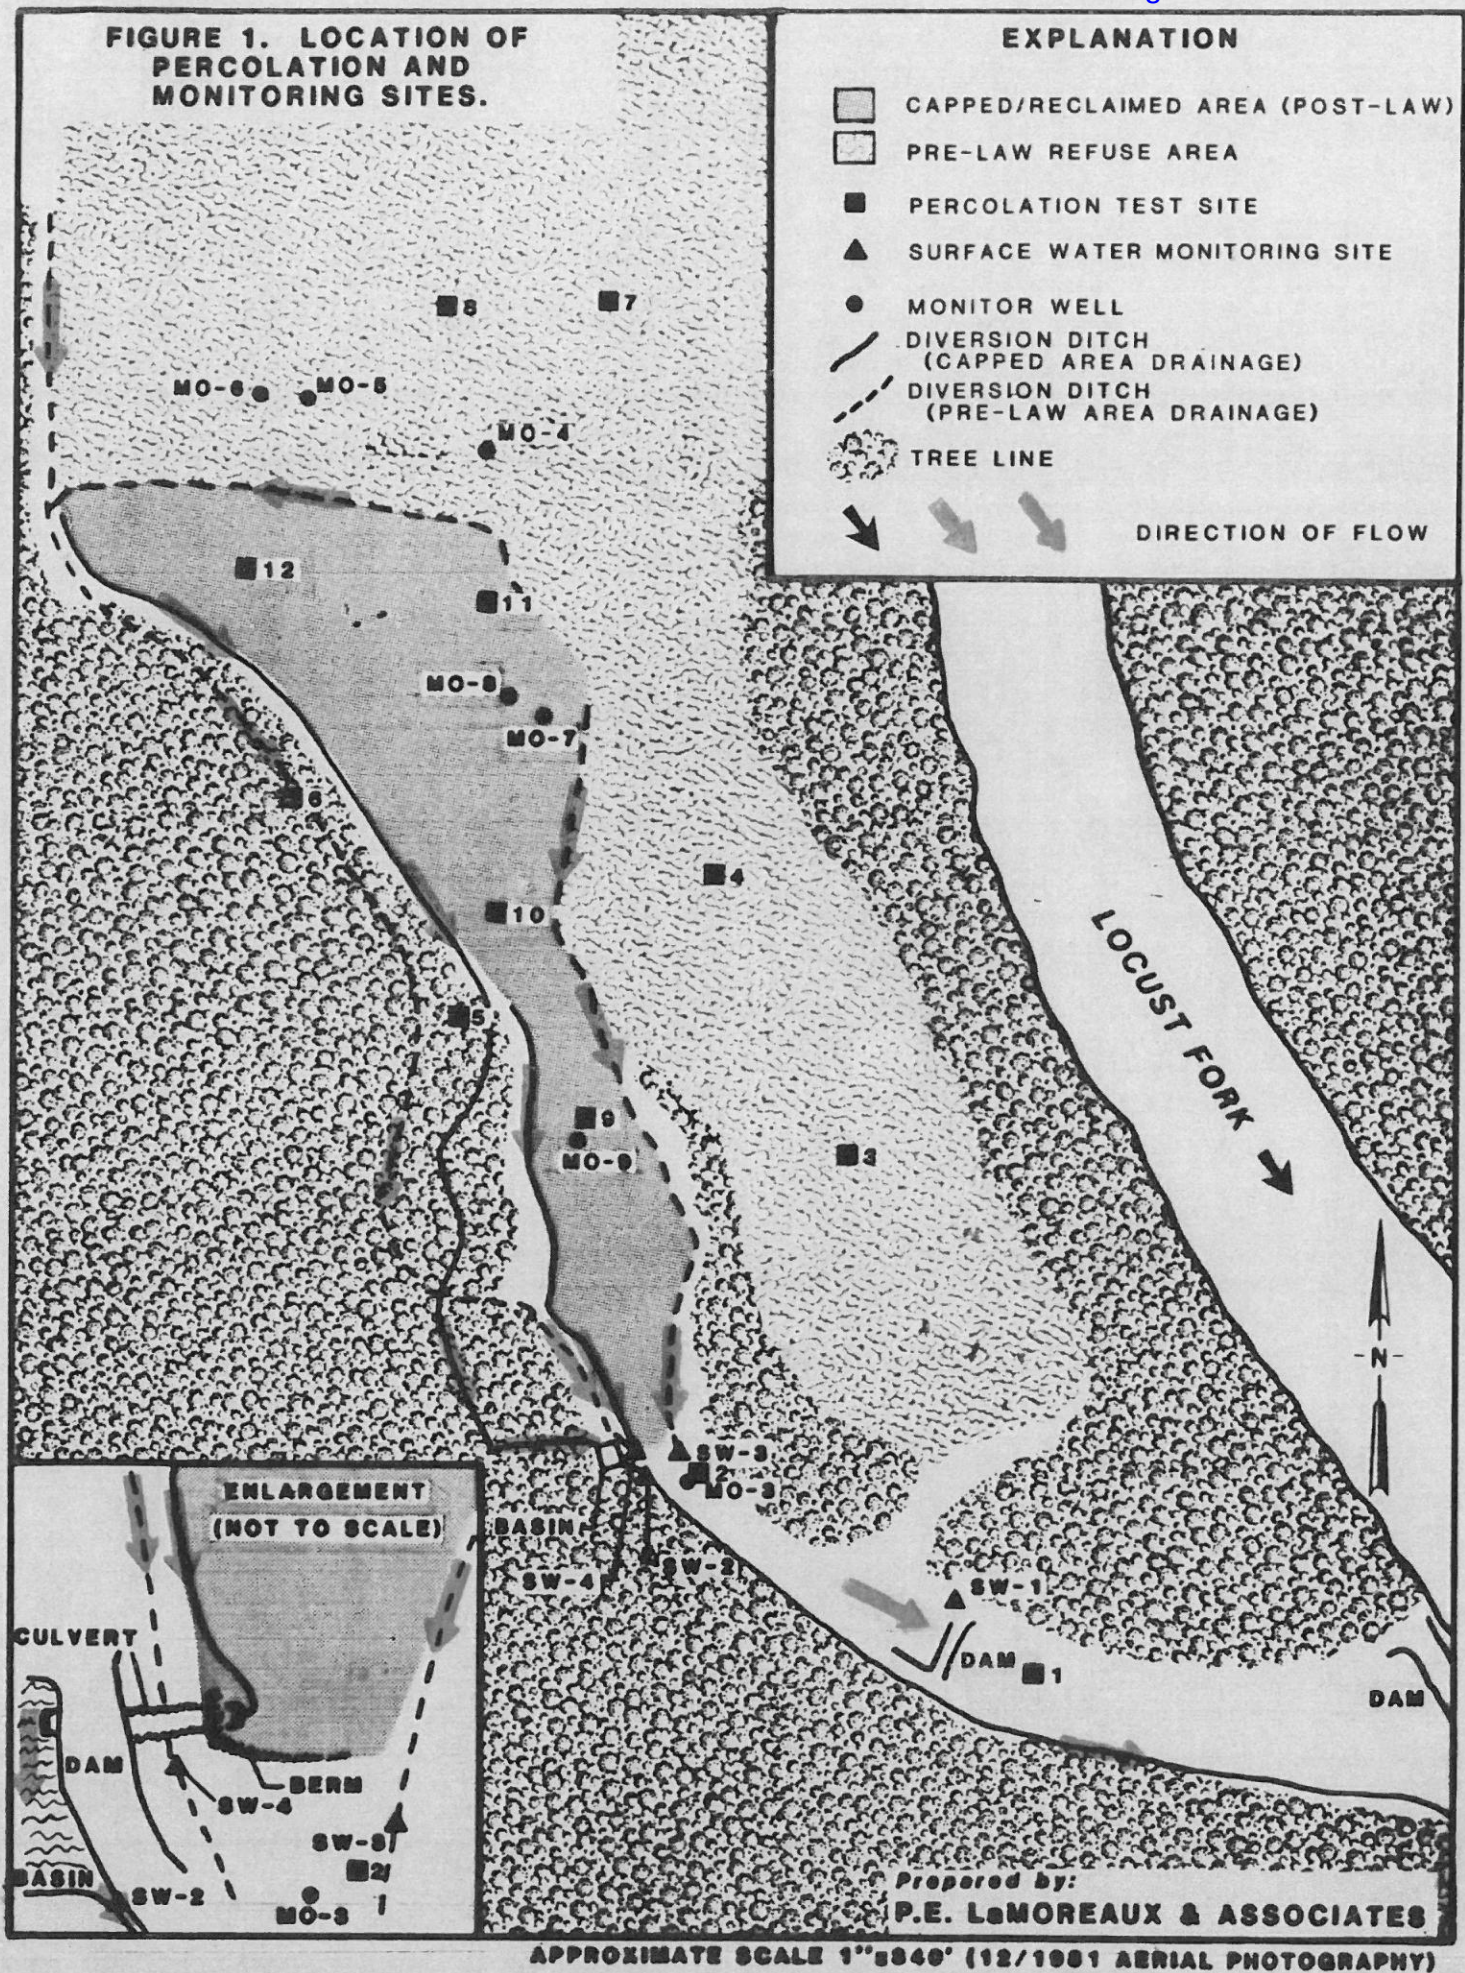 FIGURE 1. LOCATION OF
PERCOLATION AND
MONITORING SITES.
EXPLANATION
CAPPED/RECLAIMED AREA (POST-LAW)
PRE-LAW REFUSE AREA
PERCOLATION TEST SITE
SURFACE WATER MONITORING SITE
MONITOR WELL
DIVERSION DITCH
(CAPPED AREA DRAINAGE)
DIVERSION DITCH
(PRE-LAW AREA DRAINAGE)
TREE LINE
DIRECTION OF FLOW
8
7
MO-6
MO-5
MO-4
12
11
MO-8
MO-7
6
4
10
LOCUST FORK
5
9
MO-9
3
-N-
SW-3
2
MO-3
BASIN
SW-2
SW-4
SW-1
DAM
1
DAM
ENLARGEMENT
(NOT TO SCALE)
CULVERT
DAM
BERM
SW-4
SW-3
2
BASIN
SW-2
MO-3
Prepared by:
P.E. LaMOREAUX & ASSOCIATES
APPROXIMATE SCALE 1"=840' (12/1981 AERIAL PHOTOGRAPHY)